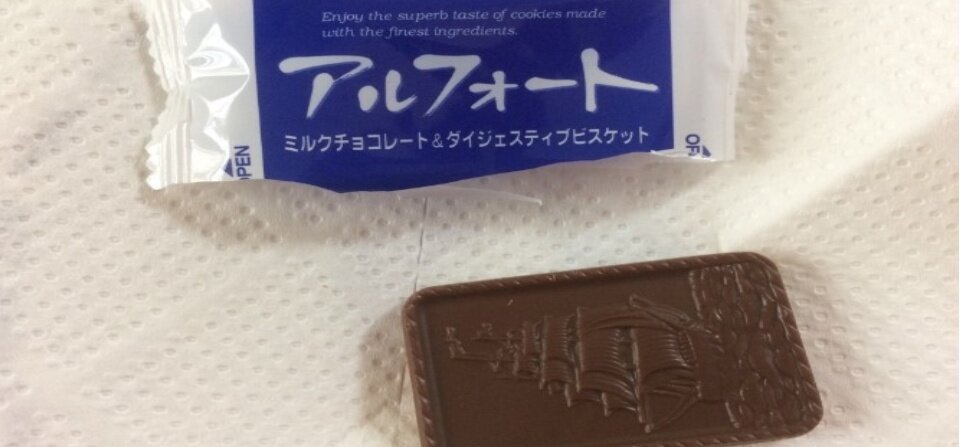 Enjoy the superb taste of cookies made
with the finest ingredients.
アルフォート
ミルクチョコレート&ダイジェスティブビスケット
OPEN